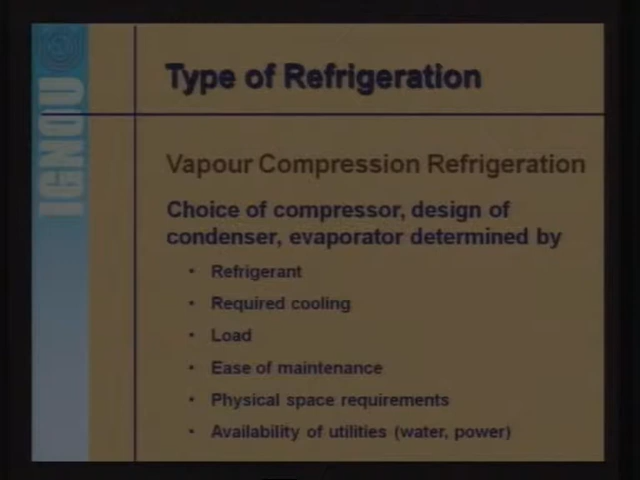 IGNOU
Type of Refrigeration
Vapour Compression Refrigeration
Choice of compressor, design of
condenser, evaporator determined by
• Refrigerant
• Required cooling
• Load
• Ease of maintenance
• Physical space requirements
• Availability of utilities (water, power)